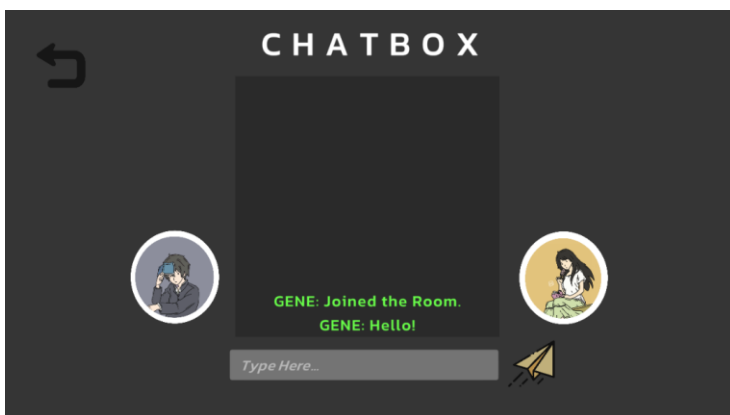 CHATBOX
GENE: Joined the Room.
GENE: Hello!
Type Here...